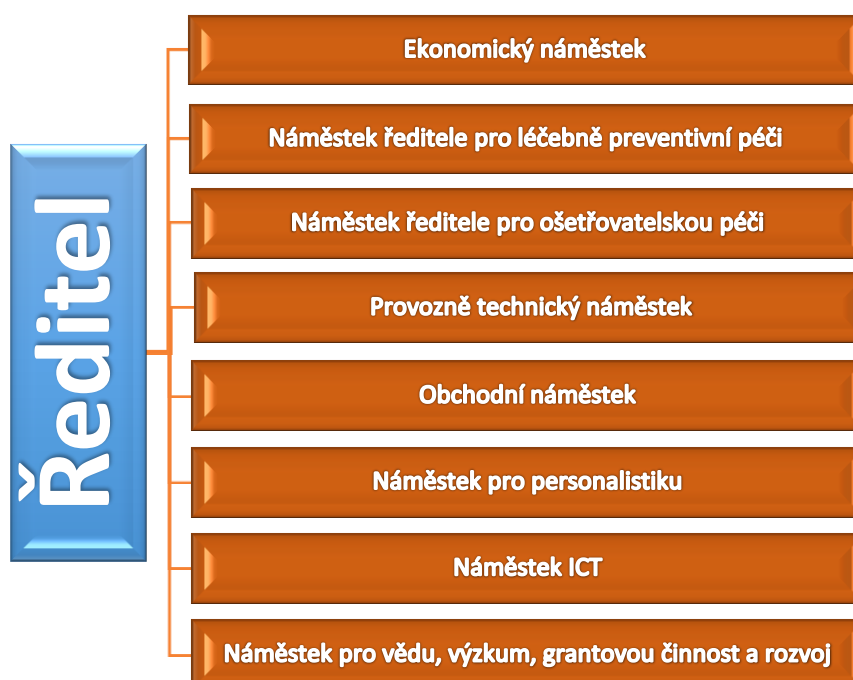 Ředitel
Ekonomický náměstek
Náměstek ředitele pro léčebně preventivní péči
Náměstek ředitele pro ošetřovatelskou péči
Provozně technický náměstek
Obchodní náměstek
Náměstek pro personalistiku
Náměstek ICT
Náměstek pro vědu, výzkum, grantovou činnost a rozvoj